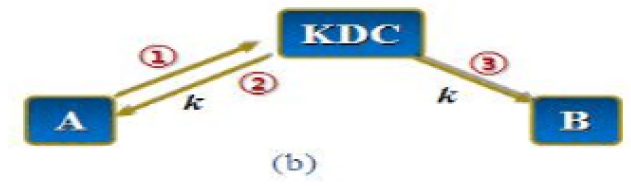 KDC
① ② ③
k k
A B
(b)